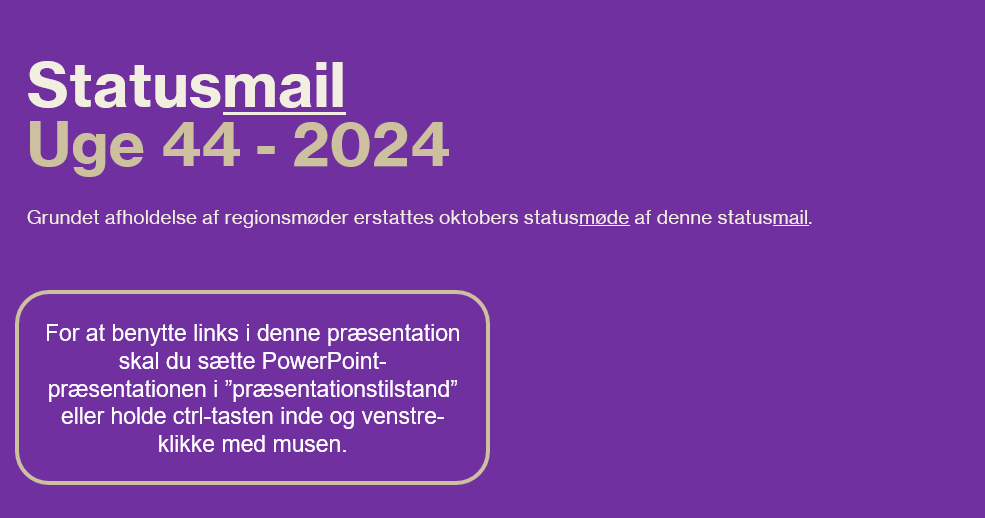 Statusmail
Uge 44 - 2024
Grundet afholdelse af regionsmøder erstattes oktobers statusmøde af denne statusmail.
For at benytte links i denne præsentation
skal du sætte PowerPoint-
præsentationen i ”præsentationstilstand”
eller holde ctrl-tasten inde og venstre-
klikke med musen.